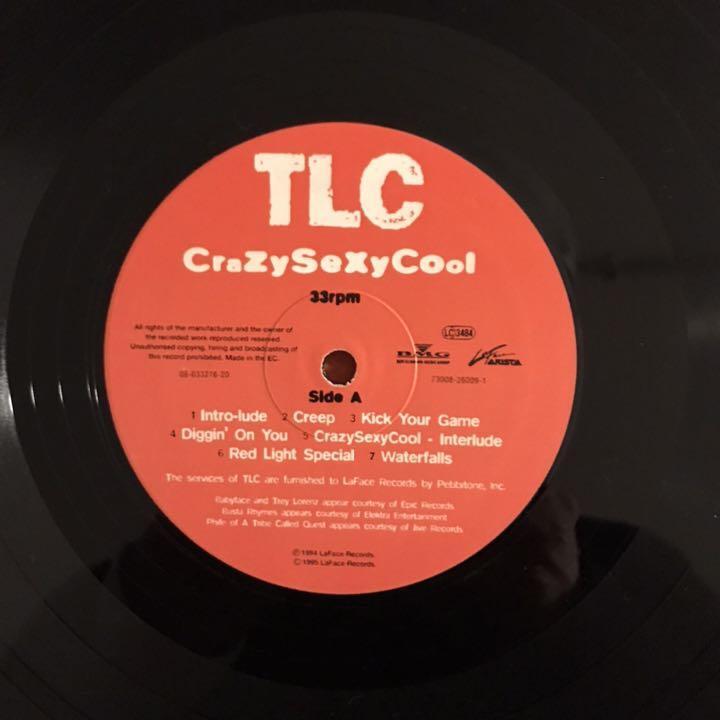 TLC
CraZySeXyCool
33rpm
All rights of the manufacturer and the owner of
the recorded work reproduced reserved.
Unauthorised copying, hiring and broadcasting of
this record prohibited. Made in the EC.
LC 3484
BMG
ARISTA
73008-26009-1
Side A
1 Intro-lude 2 Creep 3 Kick Your Game
4 Diggin' On You 5 CrazySexyCool - Interlude
6 Red Light Special 7 Waterfalls
The services of TLC are furnished to LaFace Records by Pebbitone, Inc.
Babyface and Trey Lorenz appear courtesy of Epic Records
Busta Rhymes appears courtesy of Elektra Entertainment
Phife of A Tribe Called Quest appears courtesy of Jive Records
Ⓟ 1994 LaFace Records.
© 1995 LaFace Records.